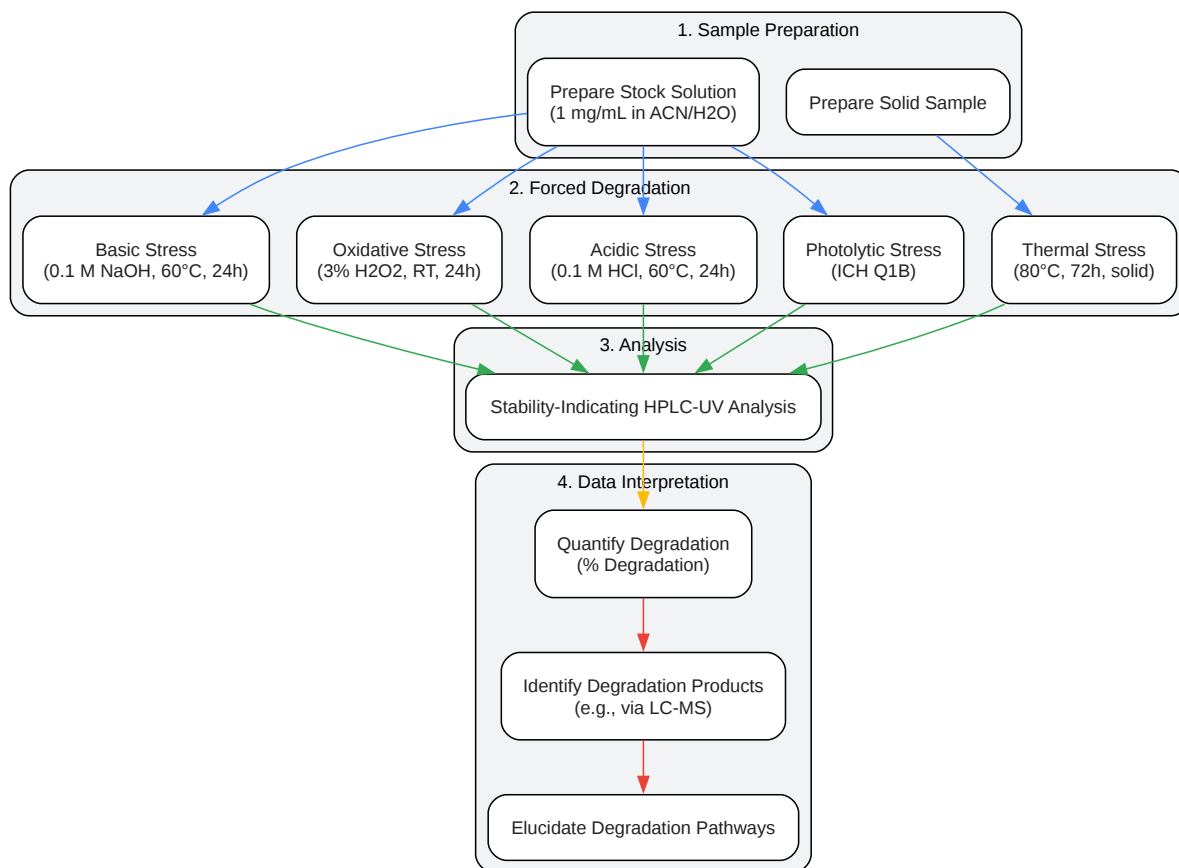 1. Sample Preparation
Prepare Stock Solution
(1 mg/mL in ACN/H2O)
Prepare Solid Sample
2. Forced Degradation
Basic Stress
(0.1 M NaOH, 60°C, 24h)
Oxidative Stress
(3% H2O2, RT, 24h)
Acidic Stress
(0.1 M HCl, 60°C, 24h)
Photolytic Stress
(ICH Q1B)
Thermal Stress
(80°C, 72h, solid)
3. Analysis
Stability-Indicating HPLC-UV Analysis
4. Data Interpretation
Quantify Degradation
(% Degradation)
Identify Degradation Products
(e.g., via LC-MS)
Elucidate Degradation Pathways